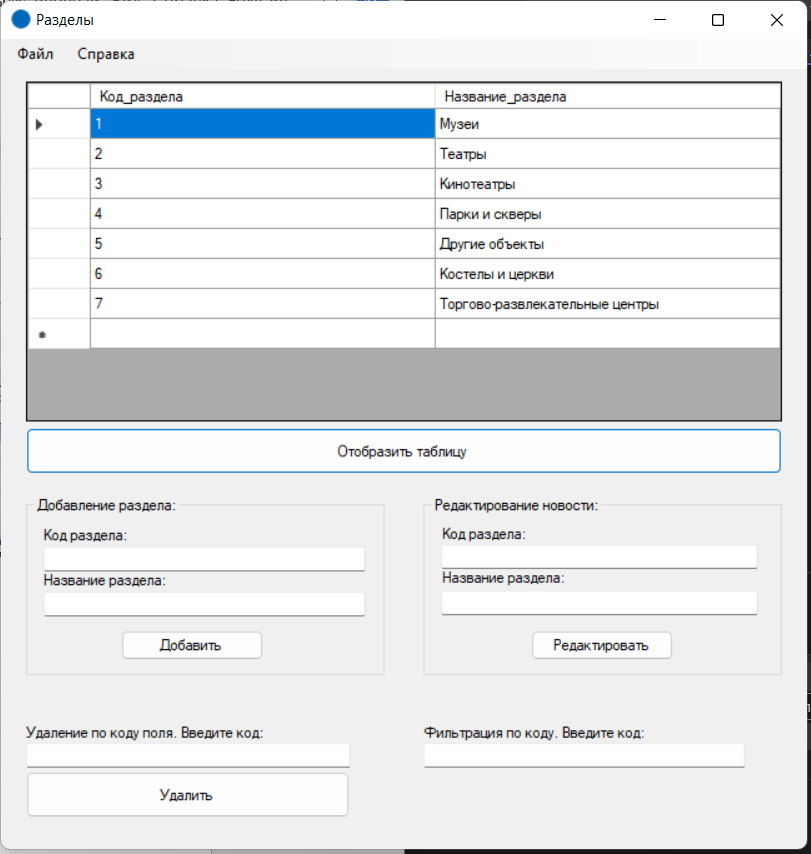 Разделы
Файл Справка
Код_раздела Название_раздела
1 Музеи
2 Театры
3 Кинотеатры
4 Парки и скверы
5 Другие объекты
6 Костелы и церкви
7 Торгово-развлекательные центры
Отобразить таблицу
Добавление раздела:
Код раздела:
Название раздела:
Добавить
Редактирование новости:
Код раздела:
Название раздела:
Редактировать
Удаление по коду поля. Введите код:
Удалить
Фильтрация по коду. Введите код: